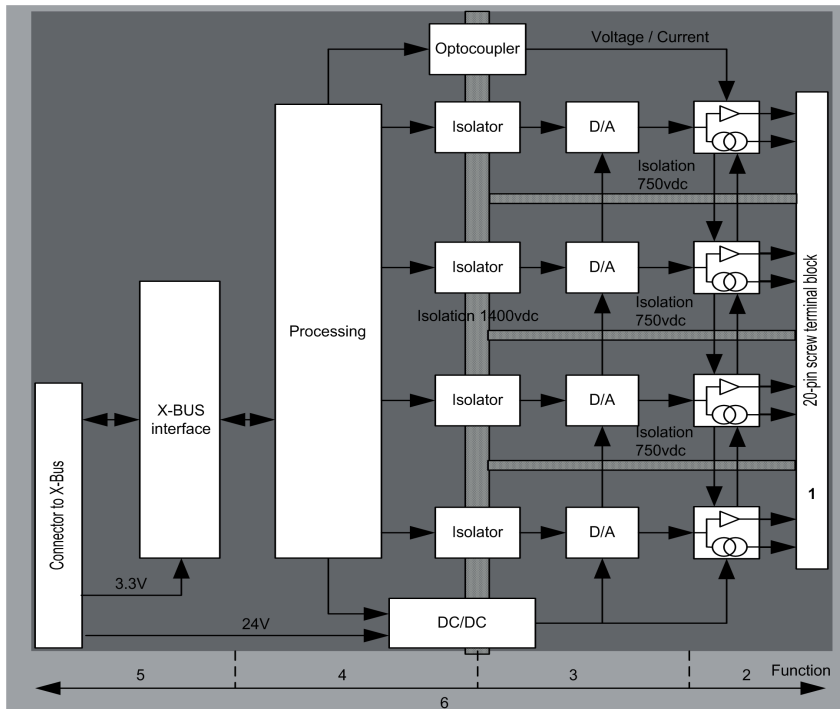 Optocoupler
Voltage / Current
Isolator
D/A
Isolation
750vdc
Isolator
D/A
Isolation 1400vdc
Isolation
750vdc
Processing
20-pin screw terminal block
X-BUS
interface
Isolator
D/A
Isolation
750vdc
Connector to X-Bus
1
Isolator
D/A
3.3V
24V
DC/DC
5
4
3
2
Function
6